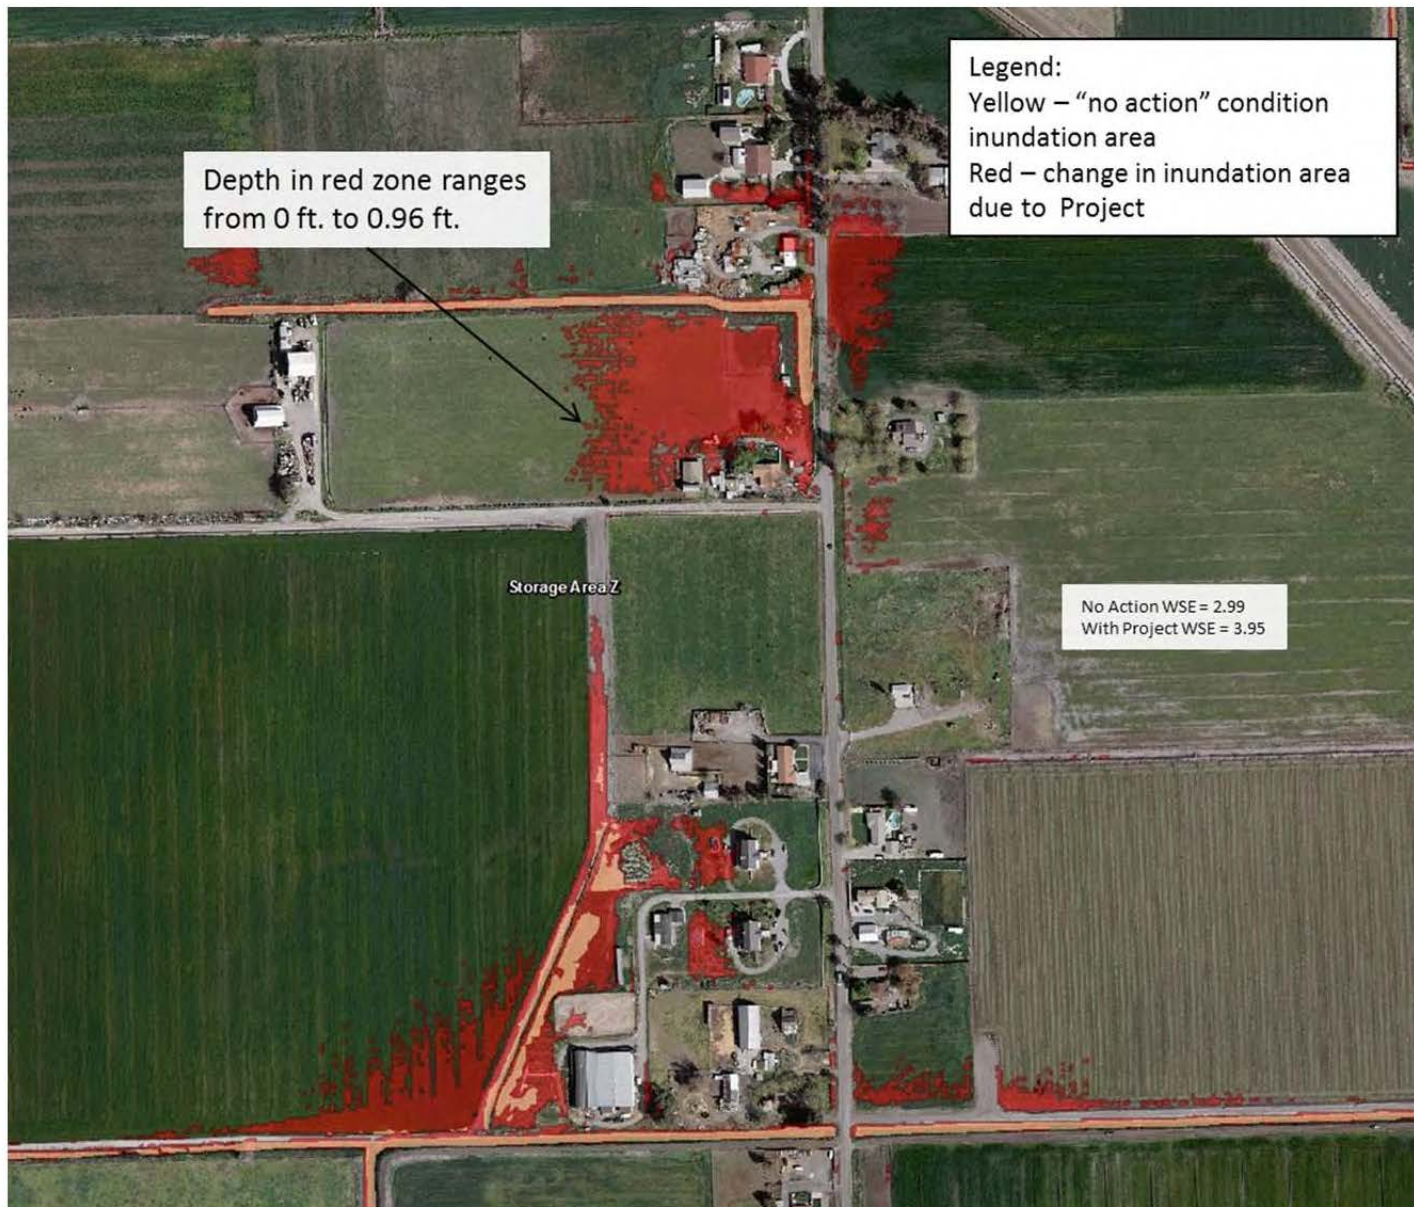 Legend:
Yellow – “no action” condition
inundation area
Red – change in inundation area
due to Project
Depth in red zone ranges
from 0 ft. to 0.96 ft.
Storage Area Z
No Action WSE = 2.99
With Project WSE = 3.95